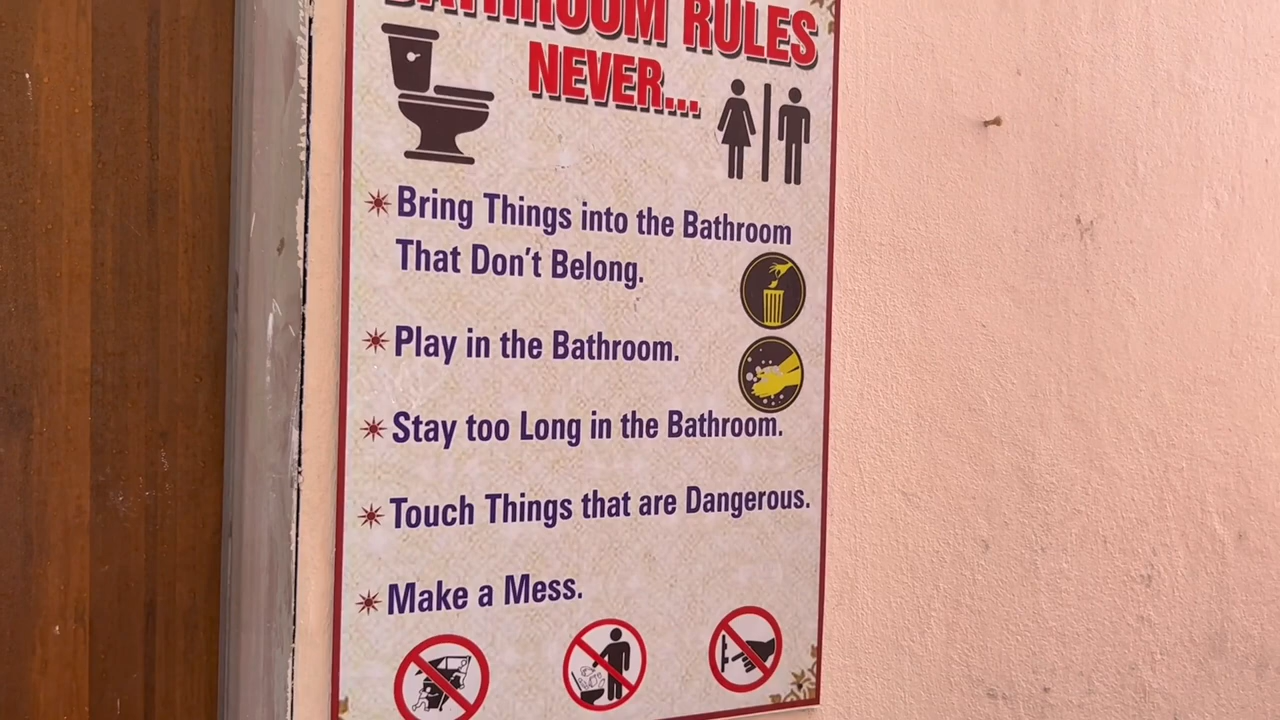 BATHROOM RULES
NEVER...
Bring Things into the Bathroom
That Don't Belong.
Play in the Bathroom.
Stay too Long in the Bathroom.
Touch Things that are Dangerous.
Make a Mess.